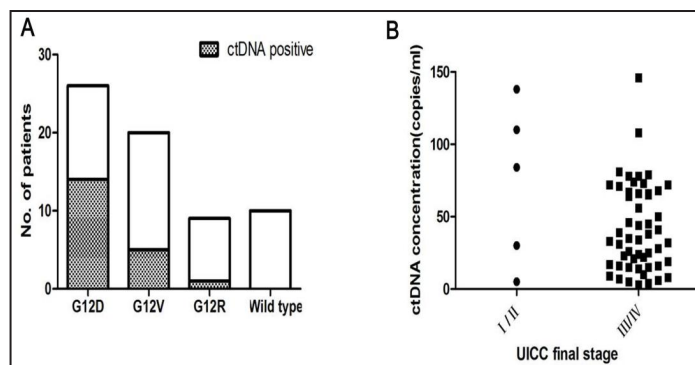 A
ctDNA positive
No. of patients
30
20
10
0
G12D G12V G12R Wild type
B
ctDNA concentration(copies/ml)
150
100
50
0
I / II III/IV
UICC final stage